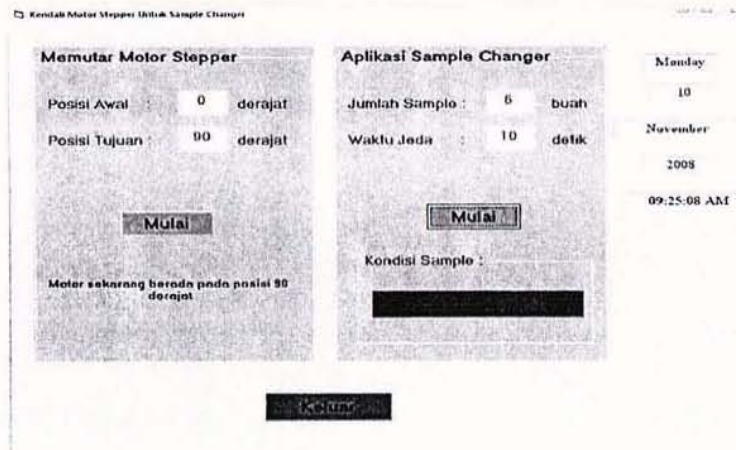 Kendali Motor Stepper Untuk Sample Changer
Memutar Motor Stepper
Posisi Awal : 0 derajat
Posisi Tujuan : 90 derajat
Mulai
Motor sekarang berada pada posisi 90
derajat
Aplikasi Sample Changer
Jumlah Sample : 6 buah
Waktu Jeda : 10 detik
Mulai
Kondisi Sample :
Monday
10
November
2008
09:25:08 AM
Keluar